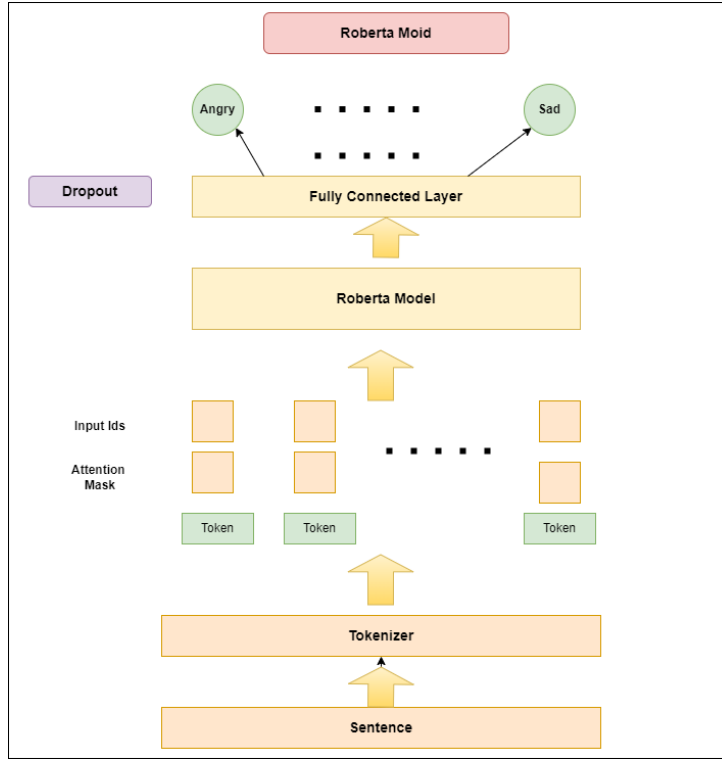 Roberta Moid
Angry
Sad
Dropout
Fully Connected Layer
Roberta Model
Input Ids
Attention
Mask
Token
Token
Token
Tokenizer
Sentence